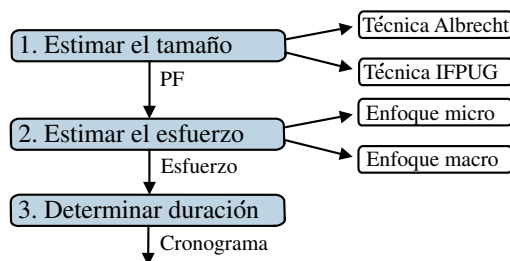 1. Estimar el tamaño
Técnica Albrecht
Técnica IFPUG
PF
2. Estimar el esfuerzo
Enfoque micro
Enfoque macro
Esfuerzo
3. Determinar duración
Cronograma